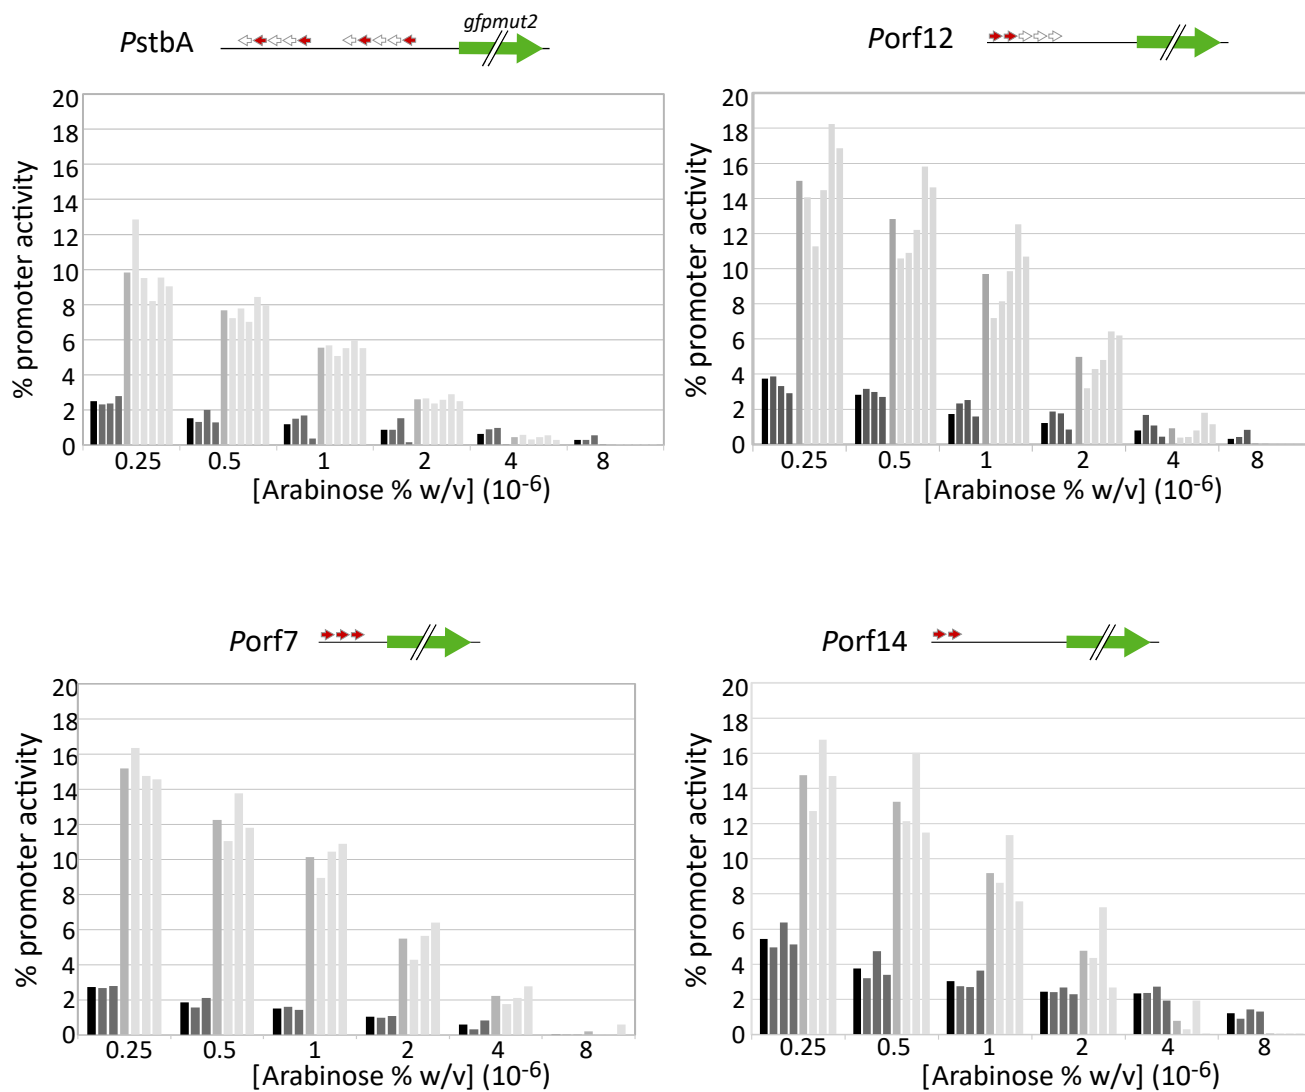 PstbA
gfpmut2
% promoter activity
20
18
16
14
12
10
8
6
4
2
0
0.25 0.5 1 2 4 8
[Arabinose % w/v] (10⁻⁶)
Porf12
% promoter activity
20
18
16
14
12
10
8
6
4
2
0
0.25 0.5 1 2 4 8
[Arabinose % w/v] (10⁻⁶)
Porf7
% promoter activity
20
18
16
14
12
10
8
6
4
2
0
0.25 0.5 1 2 4 8
[Arabinose % w/v] (10⁻⁶)
Porf14
% promoter activity
20
18
16
14
12
10
8
6
4
2
0
0.25 0.5 1 2 4 8
[Arabinose % w/v] (10⁻⁶)